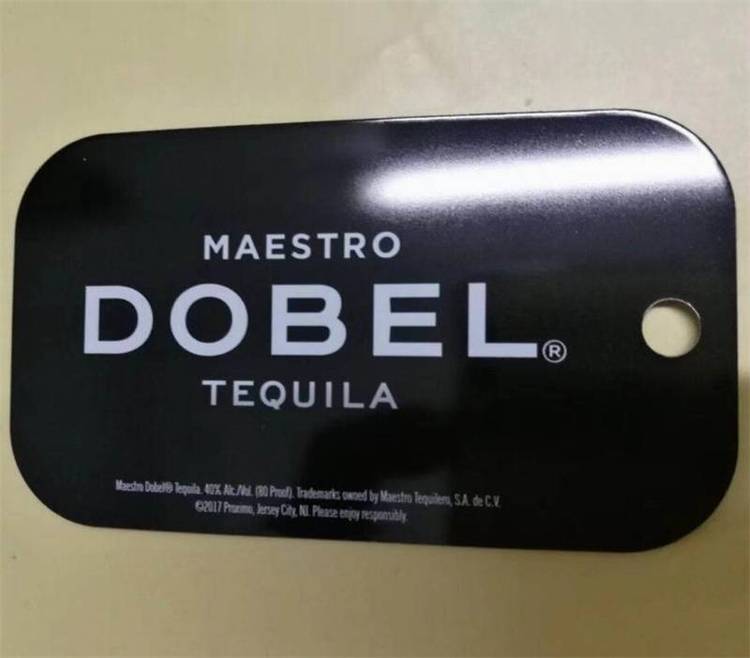 MAESTRO
DOBEL®
TEQUILA
Maestro Dobel® Tequila. 40% Alc./Vol. (80 Proof). Trademarks owned by Maestro Tequilero, S.A. de C.V.
©2017 Proximo, Jersey City, NJ. Please enjoy responsibly.